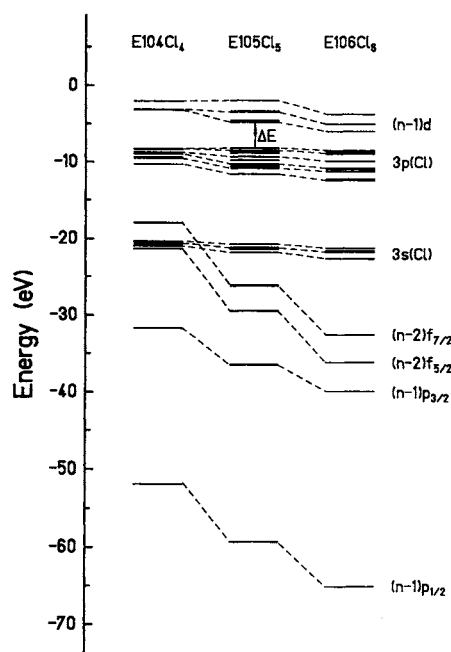 E104Cl₄ E105Cl₅ E106Cl₆
0
(n-1)d
ΔE
-10
3p(Cl)
-20
3s(Cl)
-30
(n-2)f₇/₂
(n-2)f₅/₂
-40
(n-1)p₃/₂
-50
-60
(n-1)p₁/₂
-70
Energy (eV)